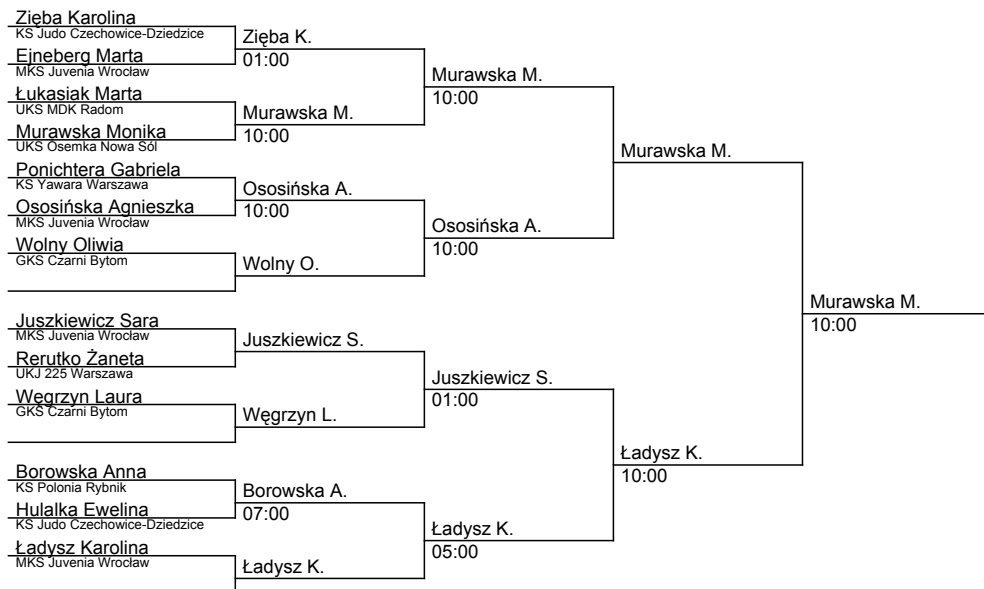 Zięba Karolina
KS Judo Czechowice-Dziedzice
Ejneberg Marta
MKS Juvenia Wrocław
Łukasiak Marta
UKS MDK Radom
Murawska Monika
UKS Ósemka Nowa Sól
Ponichtera Gabriela
KS Yawara Warszawa
Ososińska Agnieszka
MKS Juvenia Wrocław
Wolny Oliwia
GKS Czarni Bytom
Juszkiewicz Sara
MKS Juvenia Wrocław
Rerutko Żaneta
UKJ 225 Warszawa
Węgrzyn Laura
GKS Czarni Bytom
Borowska Anna
KS Polonia Rybnik
Hulalka Ewelina
KS Judo Czechowice-Dziedzice
Ładysz Karolina
MKS Juvenia Wrocław
Zięba K.
01:00
Murawska M.
10:00
Ososińska A.
10:00
Wolny O.
Juszkiewicz S.
Węgrzyn L.
Borowska A.
07:00
Ładysz K.
Murawska M.
10:00
Ososińska A.
10:00
Juszkiewicz S.
01:00
Ładysz K.
05:00
Murawska M.
Ładysz K.
10:00
Murawska M.
10:00